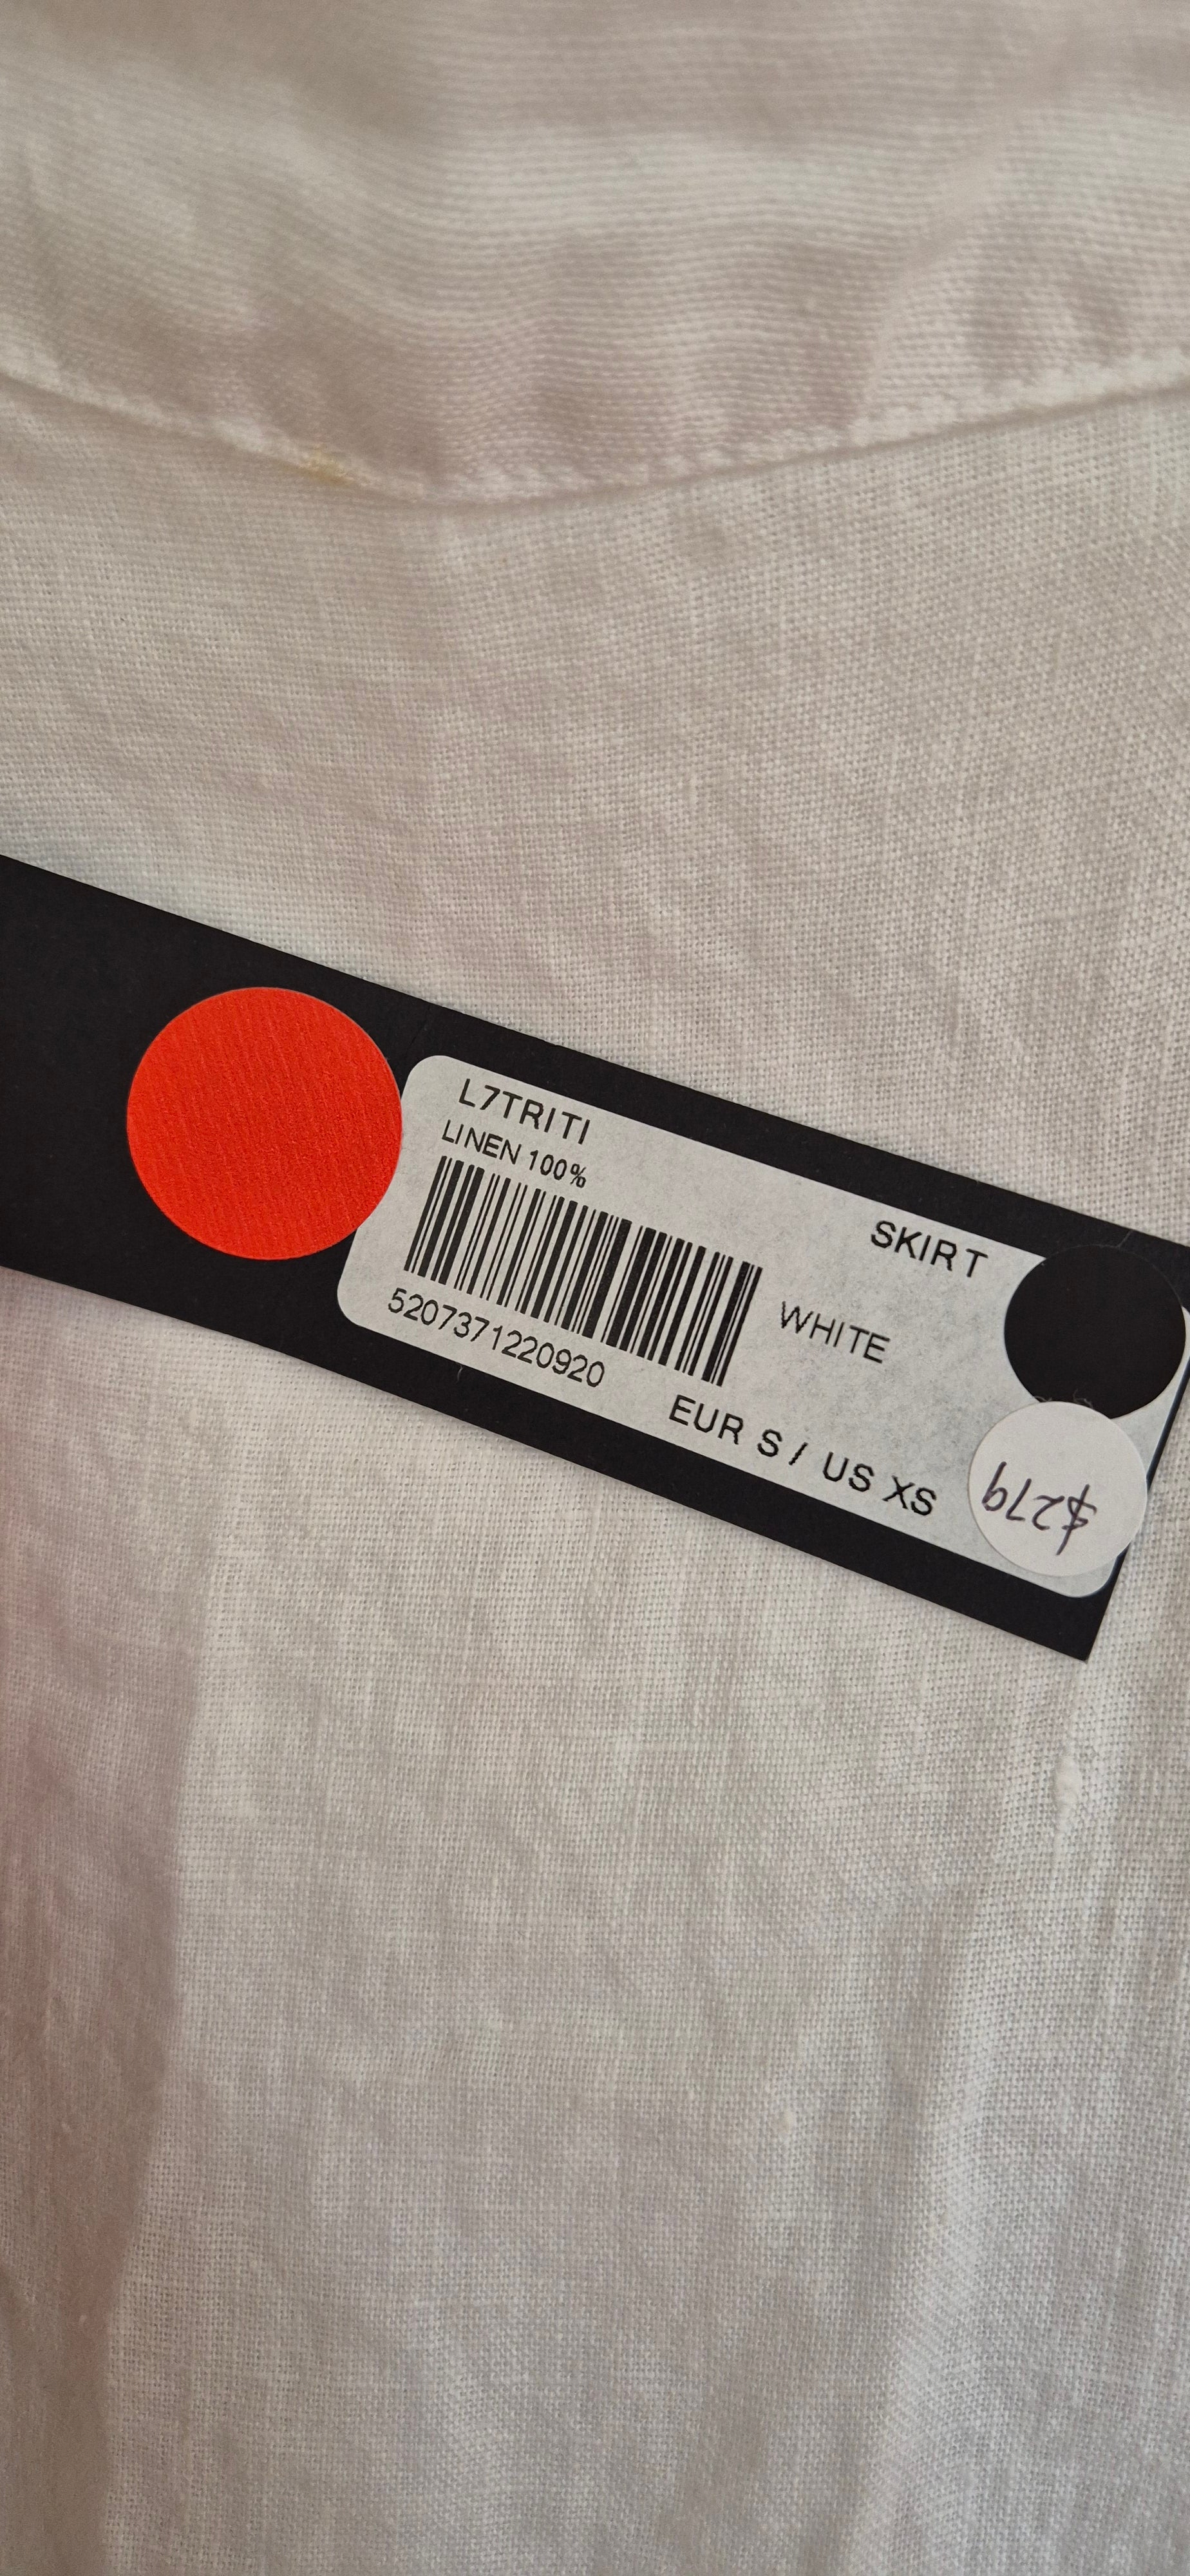 L7TRITI
LINEN 100%
SKIRT
5207371220920
WHITE
EUR S / US XS
$279